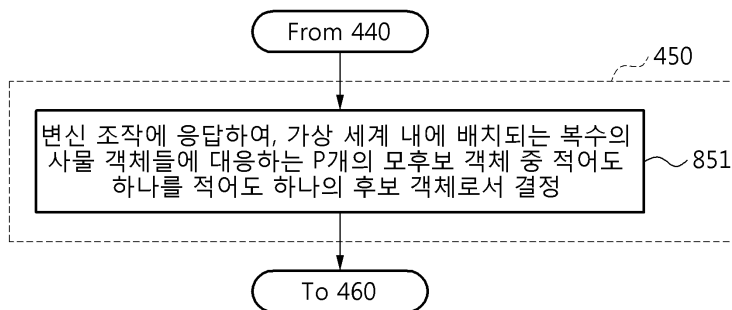 From 440
450
변신 조작에 응답하여, 가상 세계 내에 배치되는 복수의
사물 객체들에 대응하는 P개의 모후보 객체 중 적어도
하나를 적어도 하나의 후보 객체로서 결정
851
To 460